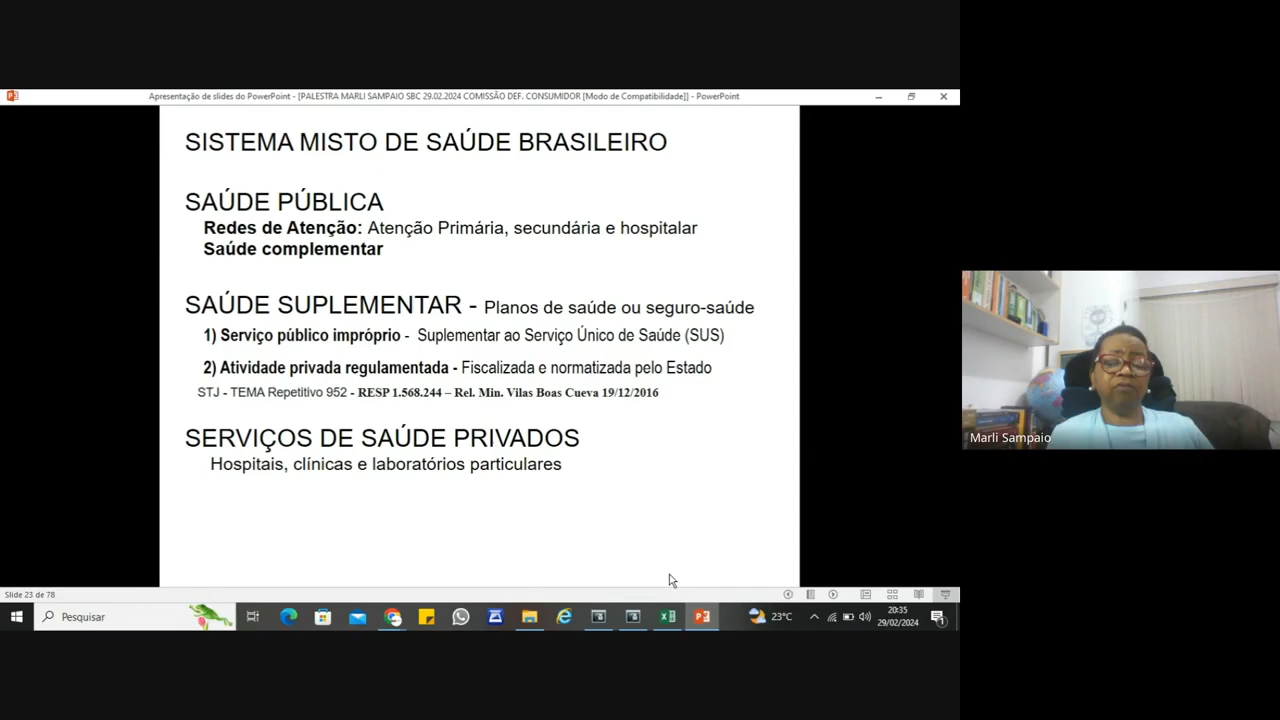 Apresentação de slides do PowerPoint - [PALESTRA MARLI SAMPAIO SBC 29.02.2024 COMISSÃO DEF. CONSUMIDOR [Modo de Compatibilidade]] - PowerPoint
SISTEMA MISTO DE SAÚDE BRASILEIRO
SAÚDE PÚBLICA
Redes de Atenção: Atenção Primária, secundária e hospitalar
Saúde complementar
SAÚDE SUPLEMENTAR - Planos de saúde ou seguro-saúde
1) Serviço público impróprio - Suplementar ao Serviço Único de Saúde (SUS)
2) Atividade privada regulamentada - Fiscalizada e normatizada pelo Estado
STJ - TEMA Repetitivo 952 - RESP 1.568.244 – Rel. Min. Vilas Boas Cueva 19/12/2016
SERVIÇOS DE SAÚDE PRIVADOS
Hospitais, clínicas e laboratórios particulares
Marli Sampaio
Slide 23 de 78
Pesquisar
23°C
20:35
29/02/2024